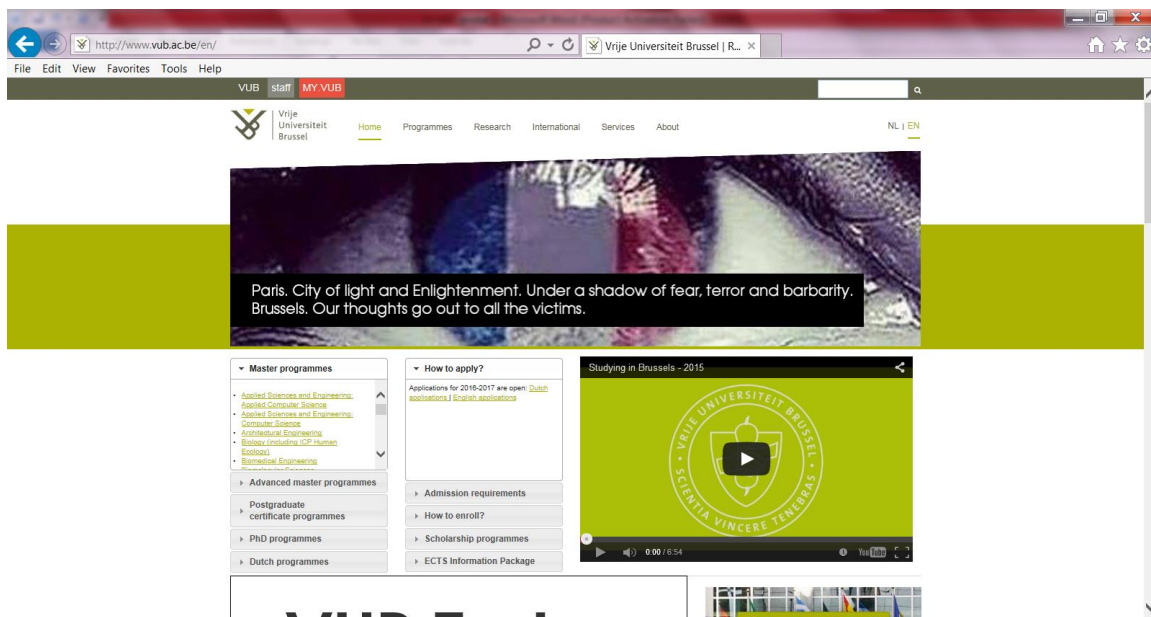 http://www.vub.ac.be/en/
Vrije Universiteit Brussel | R...
File Edit View Favorites Tools Help
VUB staff MY.VUB
Vrije
Universiteit
Brussel
Home Programmes Research International Services About
NL | EN
Paris. City of light and Enlightenment. Under a shadow of fear, terror and barbarity.
Brussels. Our thoughts go out to all the victims.
Master programmes
Applied Sciences and Engineering:
Applied Computer Science
Applied Sciences and Engineering:
Computer Science
Architectural Engineering
Biology (including ICP Human
Ecology)
Biomedical Engineering
Advanced master programmes
Postgraduate
certificate programmes
PhD programmes
Dutch programmes
How to apply?
Applications for 2016-2017 are open: Dutch
applications | English applications
Admission requirements
How to enroll?
Scholarship programmes
ECTS Information Package
Studying in Brussels - 2015
VRIJE UNIVERSITEIT BRUSSEL
SCIENTIA VINCERE TENEBRAS
0:00 / 6:54
YouTube